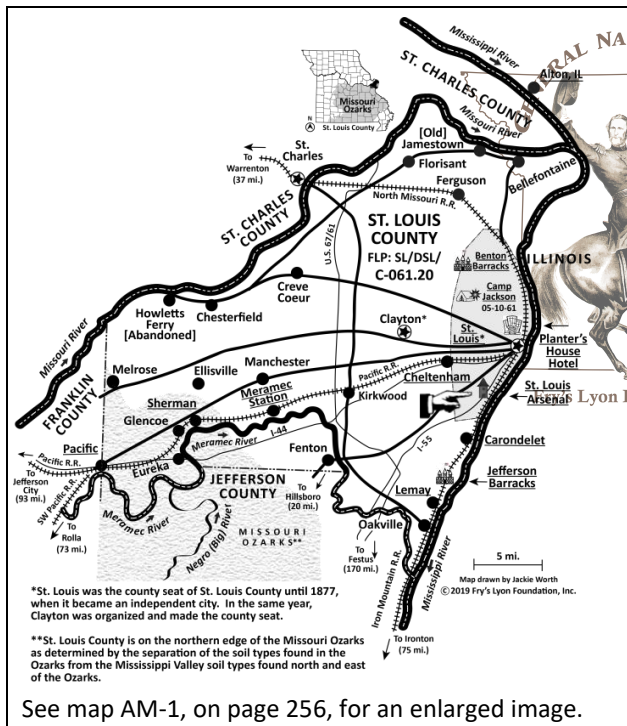 GENERAL NA
Mississippi River
ST. CHARLES COUNTY
Alton, IL
Missouri River
Missouri
Ozarks
N
St. Louis County
To
Warrenton
(37 mi.)
St.
Charles
[Old]
Jamestown
Florisant
Bellefontaine
Ferguson
North Missouri R.R.
ST. CHARLES
COUNTY
U.S. 67/61
ST. LOUIS
COUNTY
FLP: SL/DSL/
C-061.20
ILLINOIS
Benton
Barracks
Camp
Jackson
05-10-61
Creve
Coeur
Howletts
Ferry
[Abandoned]
Chesterfield
Clayton*
St.
Louis*
Planter's
House
Hotel
Missouri River
Melrose
Ellisville
Manchester
Pacific R.R.
Cheltenham
St. Louis
Arsenal
Fry's Lyon
FRANKLIN
COUNTY
Sherman
Meramec
Station
Kirkwood
Glencoe
Meramec River
I-44
I-55
Carondelet
Pacific
Pacific R.R.
Eureka
Fenton
To
Jefferson
City
(93 mi.)
SW Pacific R.R.
JEFFERSON
COUNTY
To
Hillsboro
(20 mi.)
Jefferson
Barracks
Lemay
To
Rolla
(73 mi.)
Meramec River
Negro (Big) River
MISSOURI
OZARKS**
Oakville
To
Festus
(170 mi.)
Iron Mountain R.R.
Mississippi River
5 mi.
Map drawn by Jackie Worth
©2019 Fry's Lyon Foundation, Inc.
To Ironton
(75 mi.)
*St. Louis was the county seat of St. Louis County until 1877,
when it became an independent city. In the same year,
Clayton was organized and made the county seat.
**St. Louis County is on the northern edge of the Missouri Ozarks
as determined by the separation of the soil types found in the
Ozarks from the Mississippi Valley soil types found north and east
of the Ozarks.
See map AM-1, on page 256, for an enlarged image.